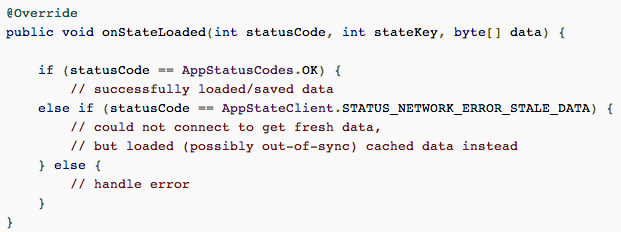 @Override
public void onStateLoaded(int statusCode, int stateKey, byte[] data) {
if (statusCode == AppStatusCodes.OK) {
// successfully loaded/saved data
else if (statusCode == AppStateClient.STATUS_NETWORK_ERROR_STALE_DATA) {
// could not connect to get fresh data,
// but loaded (possibly out-of-sync) cached data instead
} else {
// handle error
}
}